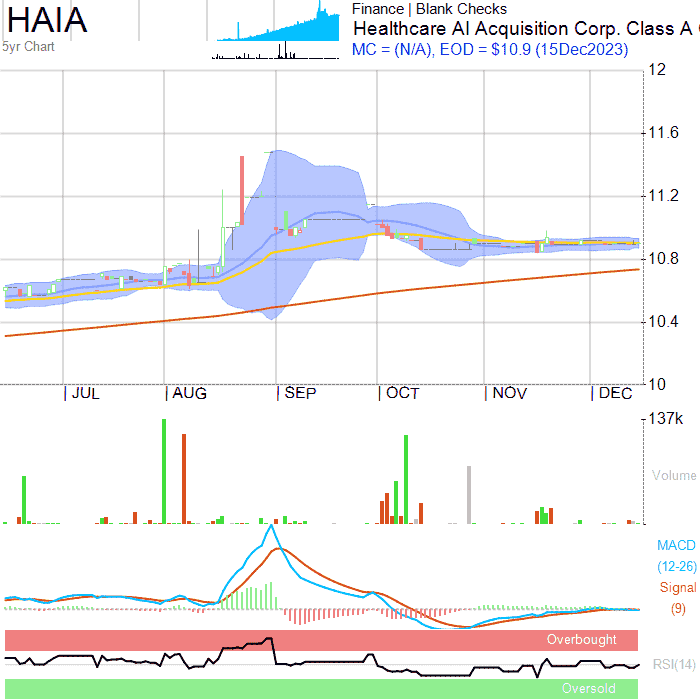 HAIA
5yr Chart
Finance | Blank Checks
Healthcare AI Acquisition Corp. Class A
MC = (N/A), EOD = $10.9 (15Dec2023)
12
11.6
11.2
10.8
10.4
10
JUL
AUG
SEP
OCT
NOV
DEC
137k
Volume
MACD
(12-26)
Signal
(9)
Overbought
RSI(14)
Oversold